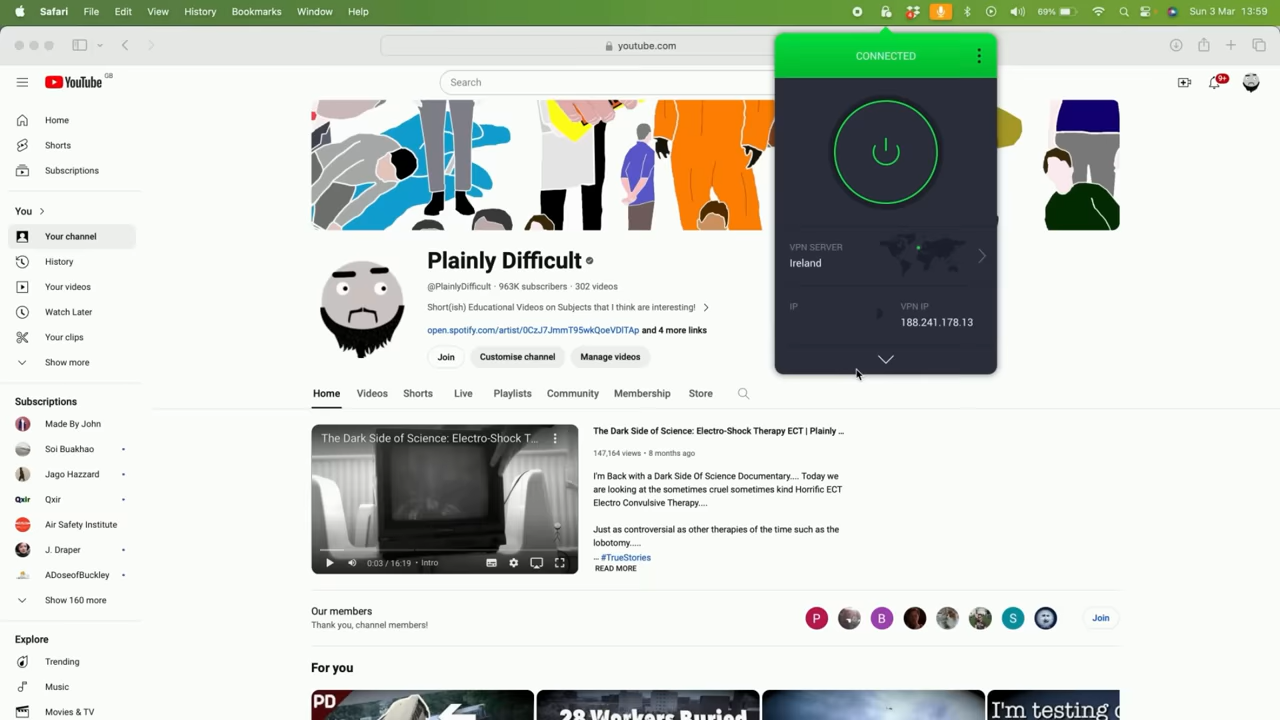 Safari File Edit View History Bookmarks Window Help
69% Sun 3 Mar 13:59
youtube.com
YouTube GB
Search
9+
CONNECTED
VPN SERVER
Ireland
IP
VPN IP
188.241.178.13
Home
Shorts
Subscriptions
You
Your channel
History
Your videos
Watch Later
Your clips
Show more
Subscriptions
Made By John
Soi Buakhao
Jago Hazzard
Qxir
Qxir
Air Safety Institute
J. Draper
ADoseofBuckley
Show 160 more
Explore
Trending
Music
Movies & TV
Plainly Difficult
@PlainlyDifficult · 963K subscribers · 302 videos
Short(ish) Educational Videos on Subjects that I think are interesting!
open.spotify.com/artist/0CzJ7JmmT95wkQoeVDlTAp and 4 more links
Join Customise channel Manage videos
Home Videos Shorts Live Playlists Community Membership Store
The Dark Side of Science: Electro-Shock T...
0:03 / 16:19 • Intro
The Dark Side of Science: Electro-Shock Therapy ECT | Plainly ...
147,164 views • 8 months ago
I'm Back with a Dark Side Of Science Documentary.... Today we
are looking at the sometimes cruel sometimes kind Horrific ECT
Electro Convulsive Therapy....
Just as controversial as other therapies of the time such as the
lobotomy.....
... #TrueStories
READ MORE
Our members
Thank you, channel members!
P B S
Join
For you
PD
28 Workers Buried
I'm testing